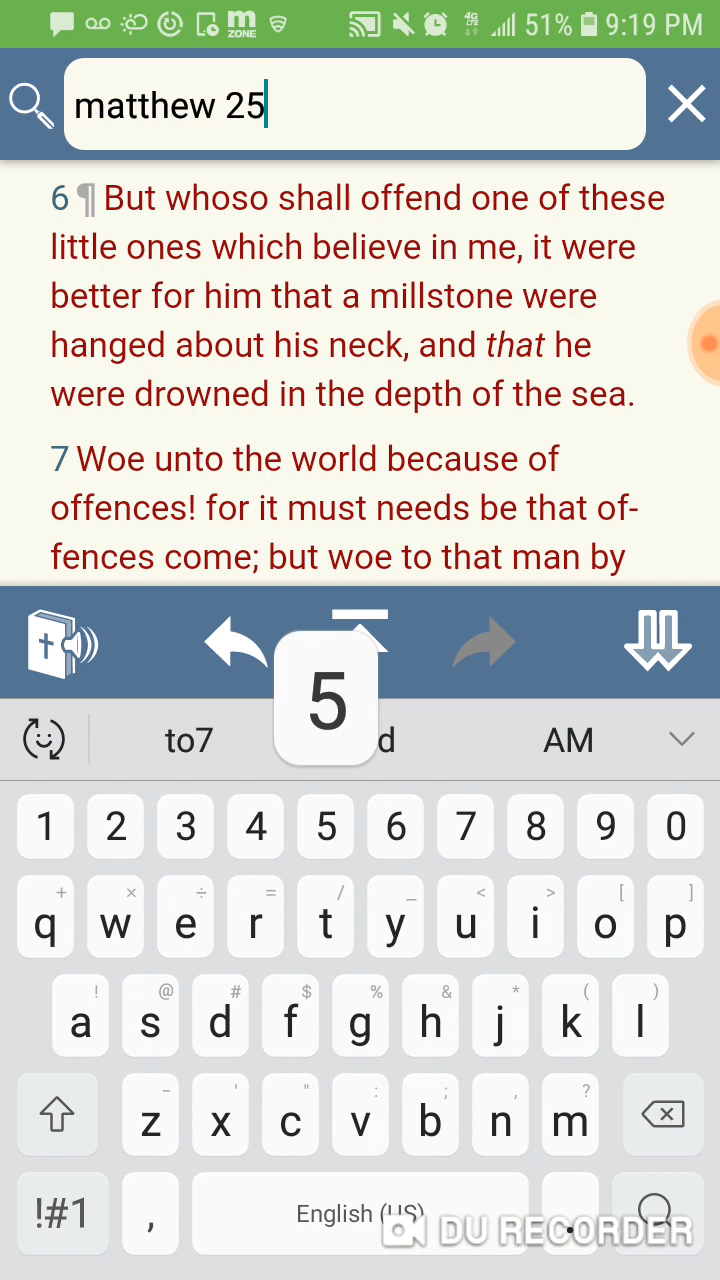 m ZONE 4G LTE 51% 9:19 PM
matthew 25
6 ¶ But whoso shall offend one of these
little ones which believe in me, it were
better for him that a millstone were
hanged about his neck, and that he
were drowned in the depth of the sea.
7 Woe unto the world because of
offences! for it must needs be that of-
fences come; but woe to that man by
5
to7 d AM
1 2 3 4 5 6 7 8 9 0
+ × ÷ = / _ < > [ ]
q w e r t y u i o p
! @ # $ % & * ( )
a s d f g h j k l
- ' " : ; , ?
z x c v b n m
!#1 , English (US) .
DU RECORDER